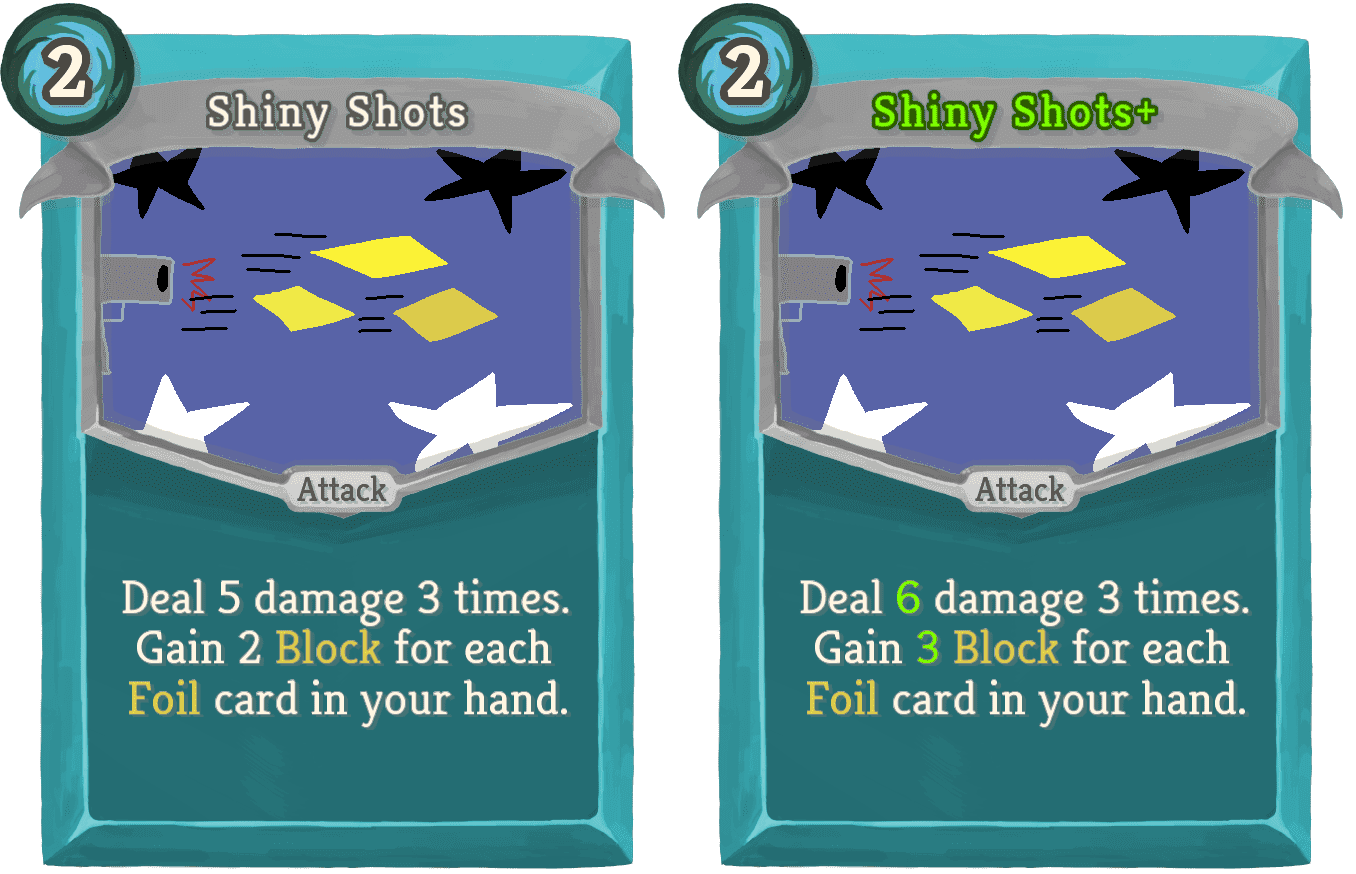 2
Shiny Shots
Attack
Deal 5 damage 3 times.
Gain 2 Block for each
Foil card in your hand.
2
Shiny Shots+
Attack
Deal 6 damage 3 times.
Gain 3 Block for each
Foil card in your hand.